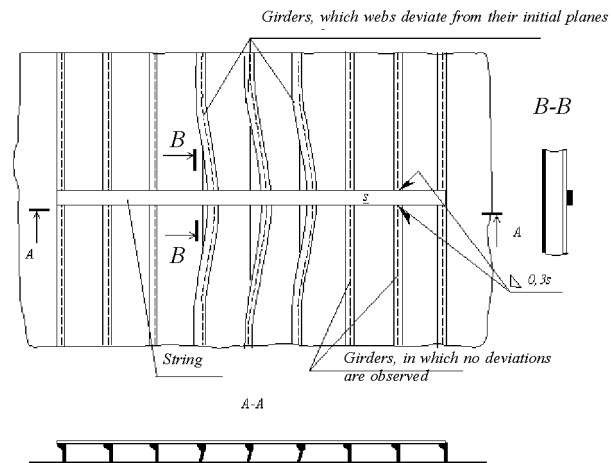 Girders, which webs deviate from their initial planes
B-B
B
s
A
A
B
0,3s
String
Girders, in which no deviations
are observed
A-A